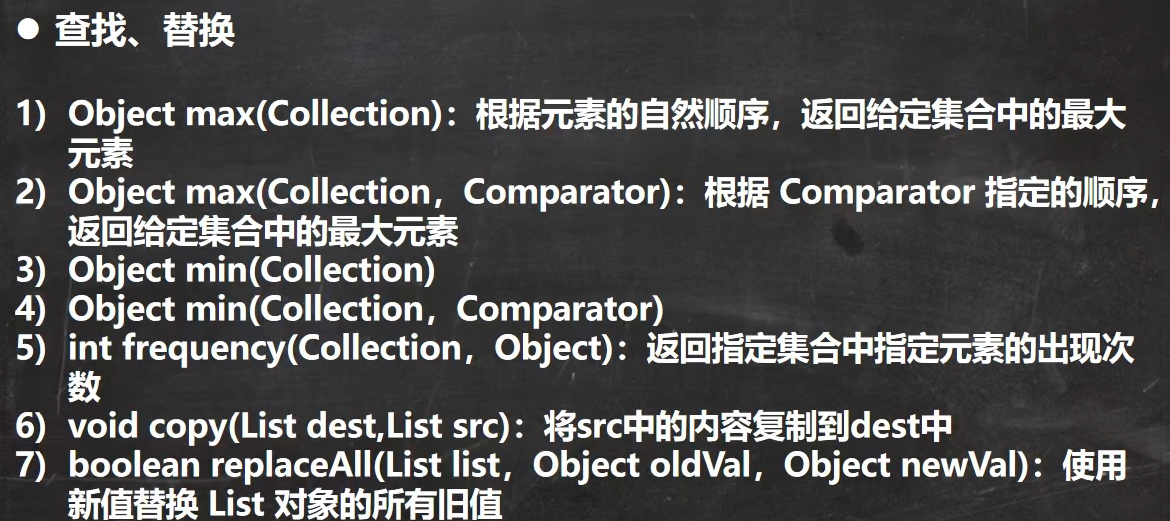 ● 查找、替换
1) Object max(Collection)：根据元素的自然顺序，返回给定集合中的最大
元素
2) Object max(Collection，Comparator)：根据 Comparator 指定的顺序，
返回给定集合中的最大元素
3) Object min(Collection)
4) Object min(Collection，Comparator)
5) int frequency(Collection，Object)：返回指定集合中指定元素的出现次
数
6) void copy(List dest,List src)：将src中的内容复制到dest中
7) boolean replaceAll(List list，Object oldVal，Object newVal)：使用
新值替换 List 对象的所有旧值